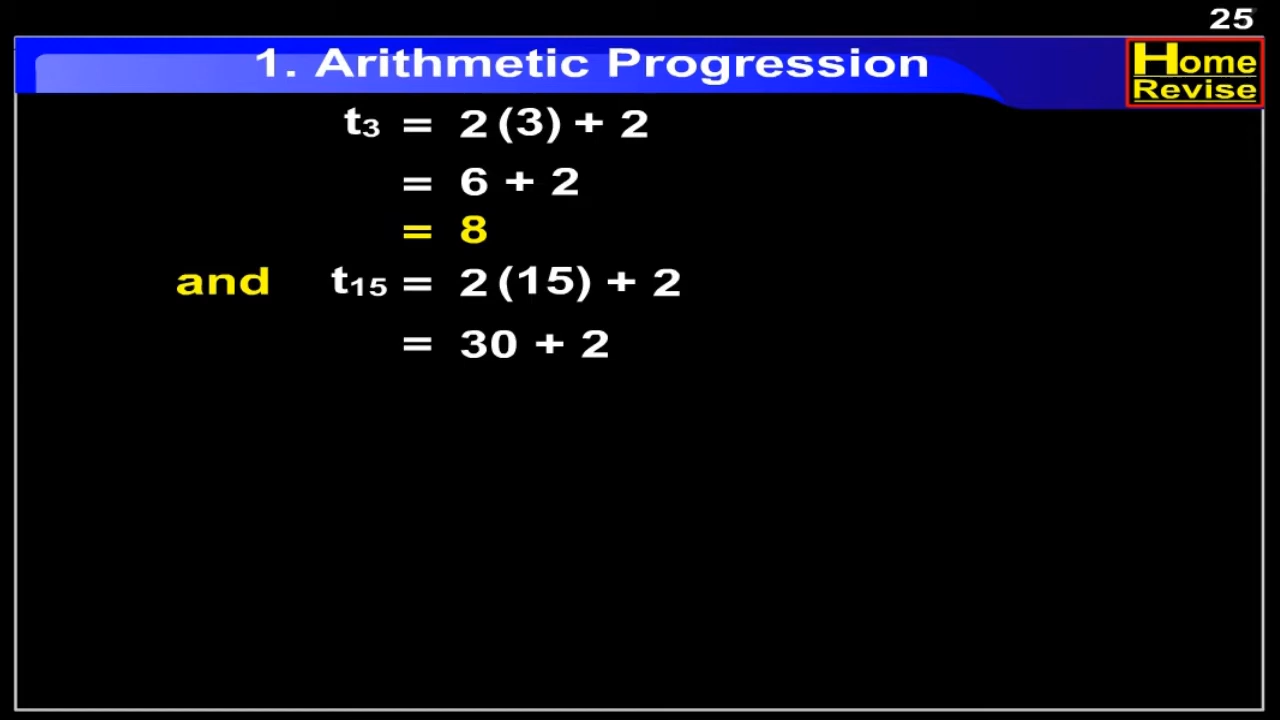 25
1. Arithmetic Progression
Home
Revise
t₃ = 2(3) + 2
= 6 + 2
= 8
and t₁₅ = 2(15) + 2
= 30 + 2